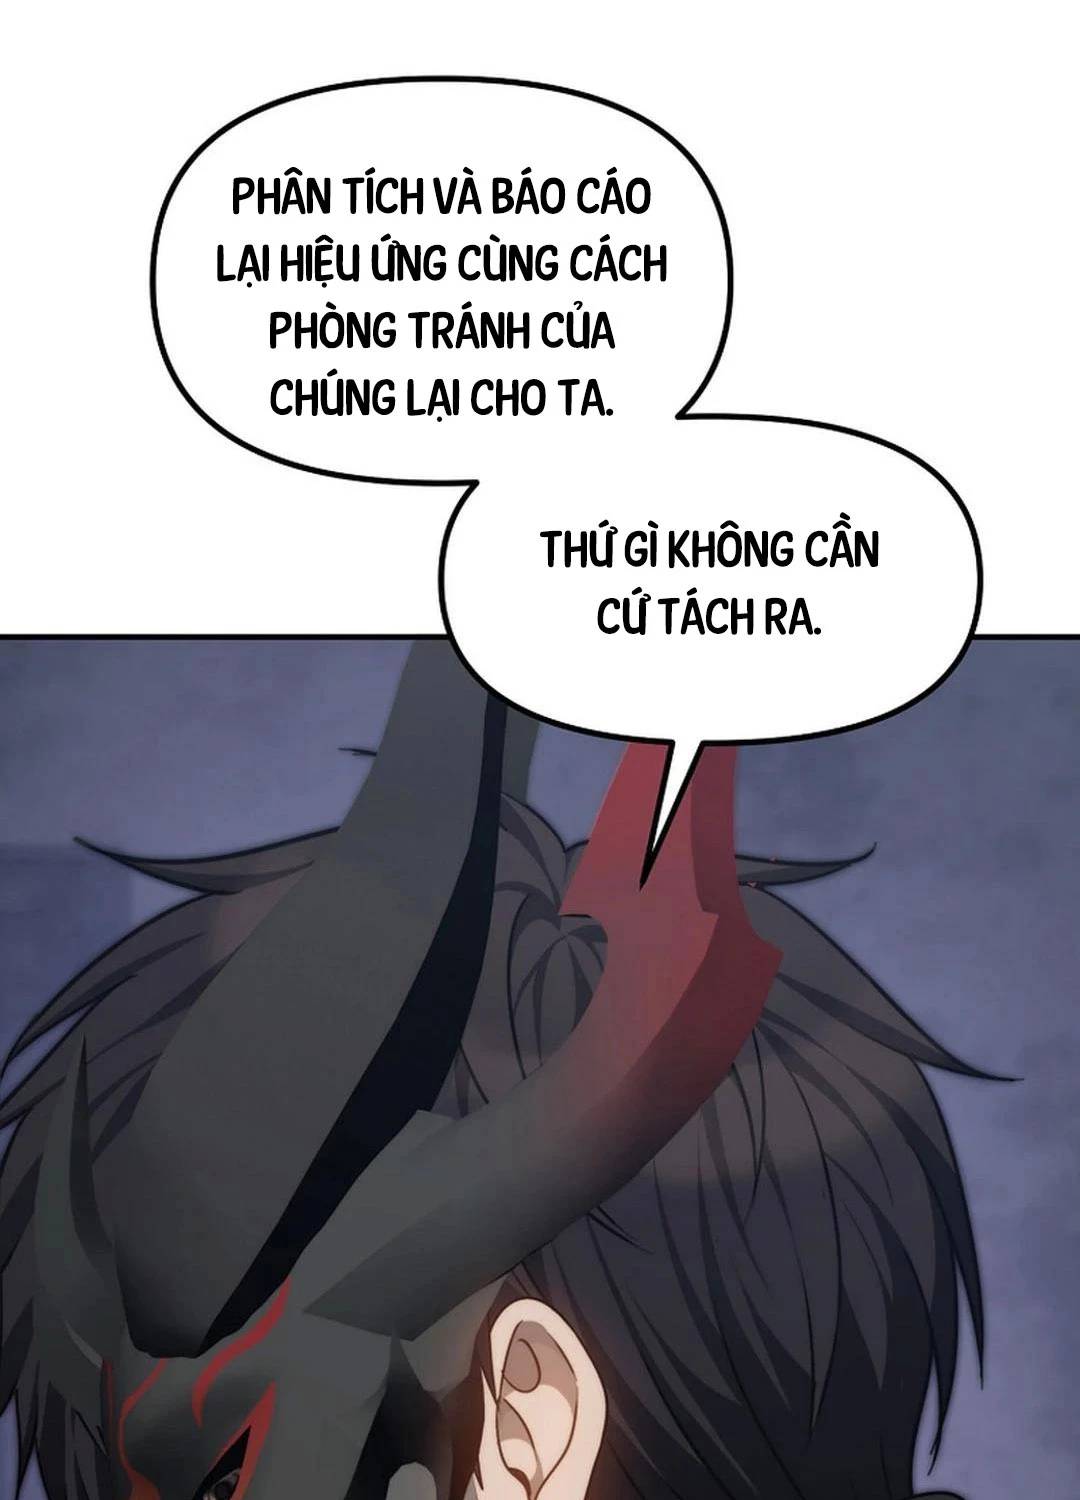 PHÂN TÍCH VÀ BÁO CÁO
LẠI HIỆU ỨNG CÙNG CÁCH
PHÒNG TRÁNH CỦA
CHÚNG LẠI CHO TA.
THỨ GÌ KHÔNG CẦN
CỨ TÁCH RA.